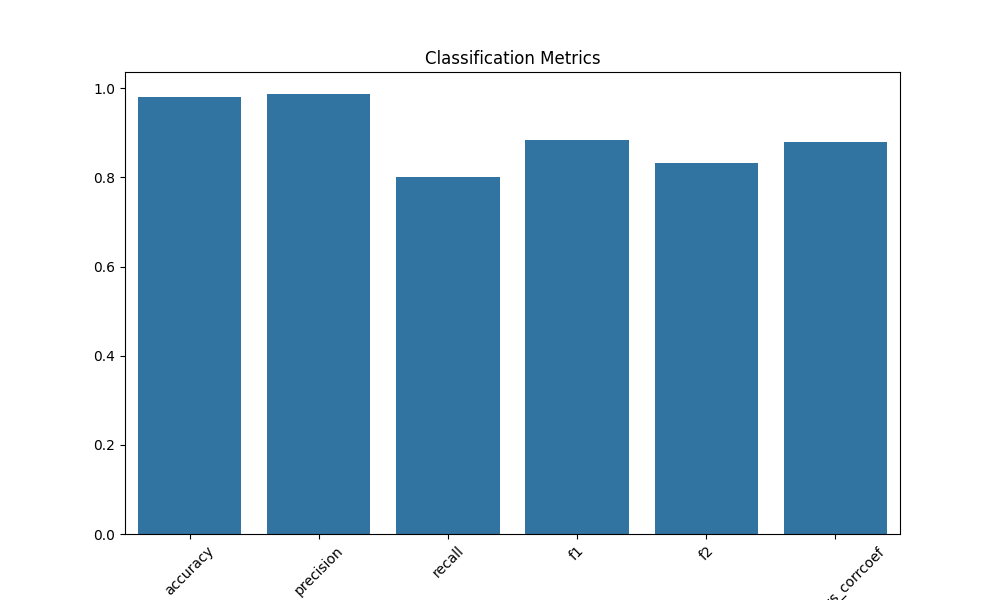 Classification Metrics
1.0
0.8
0.6
0.4
0.2
0.0
accuracy
precision
recall
f1
f2
s_corrcoef